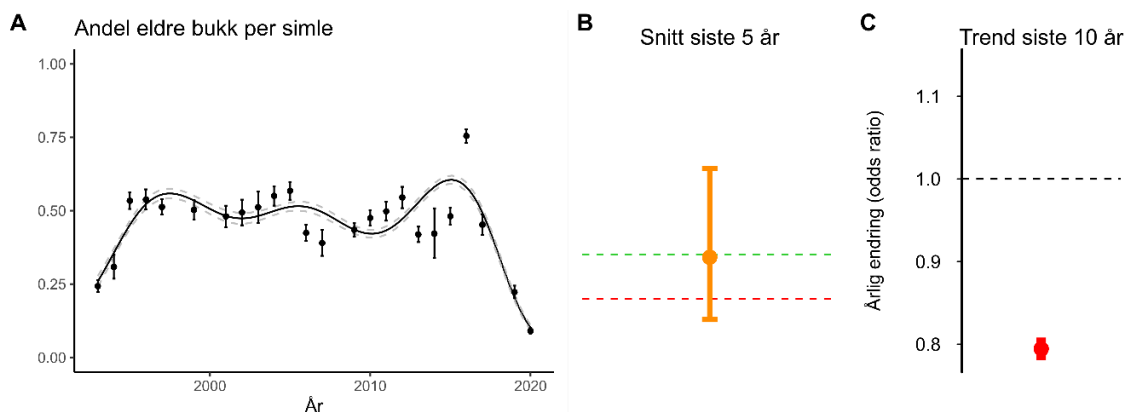 A
Andel eldre bukk per simle
1.00
0.75
0.50
0.25
0.00
2000
2010
2020
År
B
Snitt siste 5 år
C
Trend siste 10 år
Årlig endring (odds ratio)
1.1
1.0
0.9
0.8